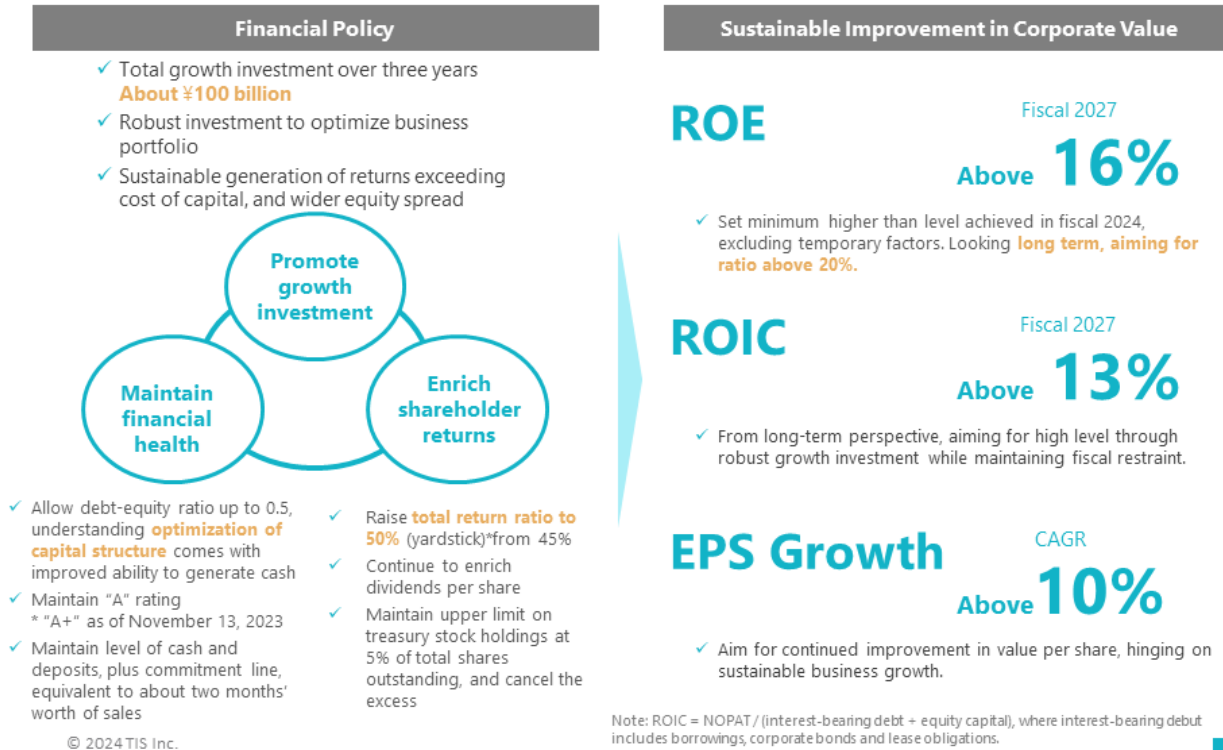 Financial Policy
✓ Total growth investment over three years
About ¥100 billion
✓ Robust investment to optimize business
portfolio
✓ Sustainable generation of returns exceeding
cost of capital, and wider equity spread
Promote
growth
investment
Maintain
financial
health
Enrich
shareholder
returns
✓ Allow debt-equity ratio up to 0.5,
understanding optimization of
capital structure comes with
improved ability to generate cash
✓ Maintain “A” rating
* “A+” as of November 13, 2023
✓ Maintain level of cash and
deposits, plus commitment line,
equivalent to about two months’
worth of sales
✓ Raise total return ratio to
50% (yardstick)*from 45%
✓ Continue to enrich
dividends per share
✓ Maintain upper limit on
treasury stock holdings at
5% of total shares
outstanding, and cancel the
excess
© 2024 TIS Inc.
Sustainable Improvement in Corporate Value
ROE
Fiscal 2027
Above 16%
✓ Set minimum higher than level achieved in fiscal 2024,
excluding temporary factors. Looking long term, aiming for
ratio above 20%.
ROIC
Fiscal 2027
Above 13%
✓ From long-term perspective, aiming for high level through
robust growth investment while maintaining fiscal restraint.
EPS Growth
CAGR
Above 10%
✓ Aim for continued improvement in value per share, hinging on
sustainable business growth.
Note: ROIC = NOPAT / (interest-bearing debt + equity capital), where interest-bearing debut
includes borrowings, corporate bonds and lease obligations.